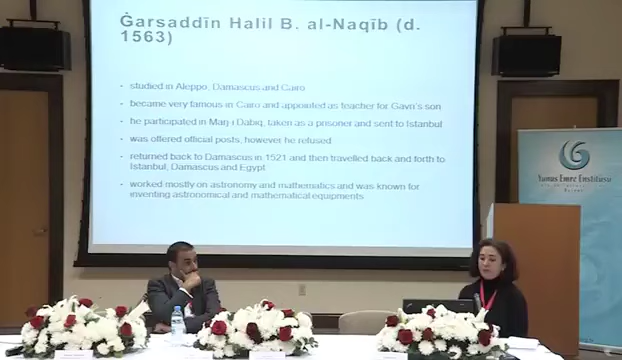 Ġarsaddīn Halil B. al-Naqīb (d.
1563)
- studied in Aleppo, Damascus and Cairo
- became very famous in Cairo and appointed as teacher for Gavri's son
- he participated in Marj-i Dabiq, taken as a prisoner and sent to Istanbul
- was offered official posts, however he refused
- returned back to Damascus in 1521 and then travelled back and forth to
Istanbul, Damascus and Egypt
- worked mostly on astronomy and mathematics and was known for
inventing astronomical and mathematical equipments
Yunus Emre Enstitüsu